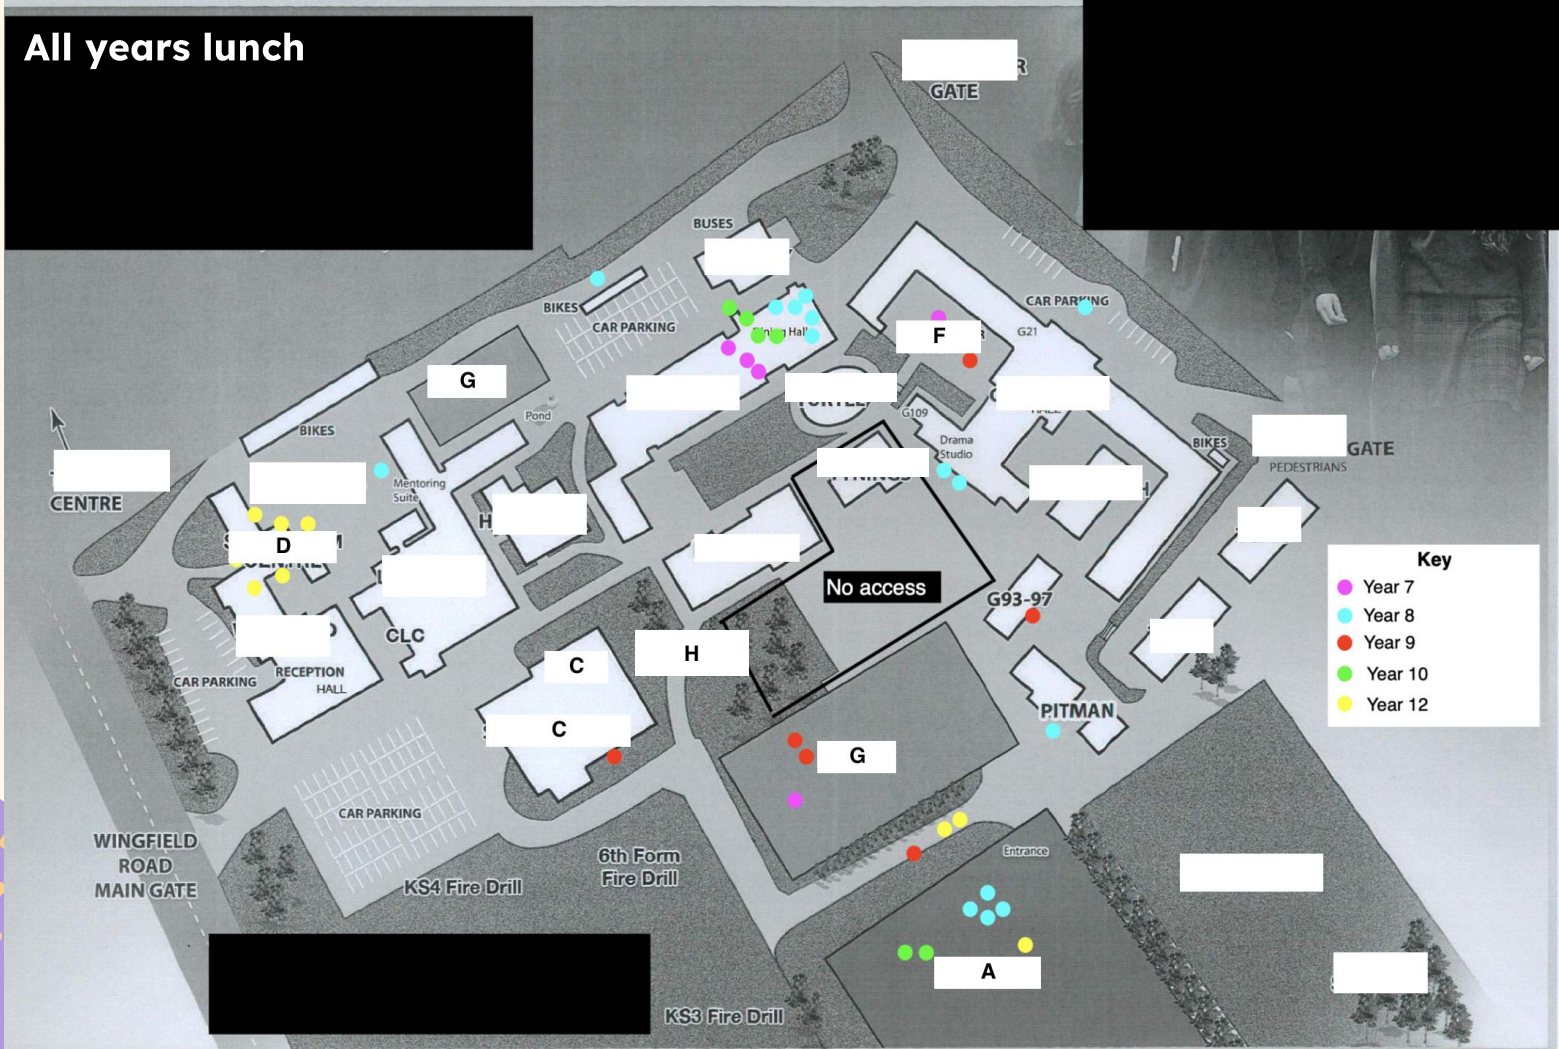 All years lunch
GATE
BUSES
BIKES
CAR PARKING
CAR PARKING
G21
F
G
Pond
G109
HALL
Drama
Studio
BIKES
GATE
PEDESTRIANS
BIKES
CENTRE
Mentoring
Suite
D
CENTRE
No access
G93-97
Key
Year 7
Year 8
Year 9
Year 10
Year 12
CLC
H
C
RECEPTION
HALL
CAR PARKING
C
PITMAN
G
CAR PARKING
WINGFIELD
ROAD
MAIN GATE
6th Form
Fire Drill
KS4 Fire Drill
Entrance
A
KS3 Fire Drill